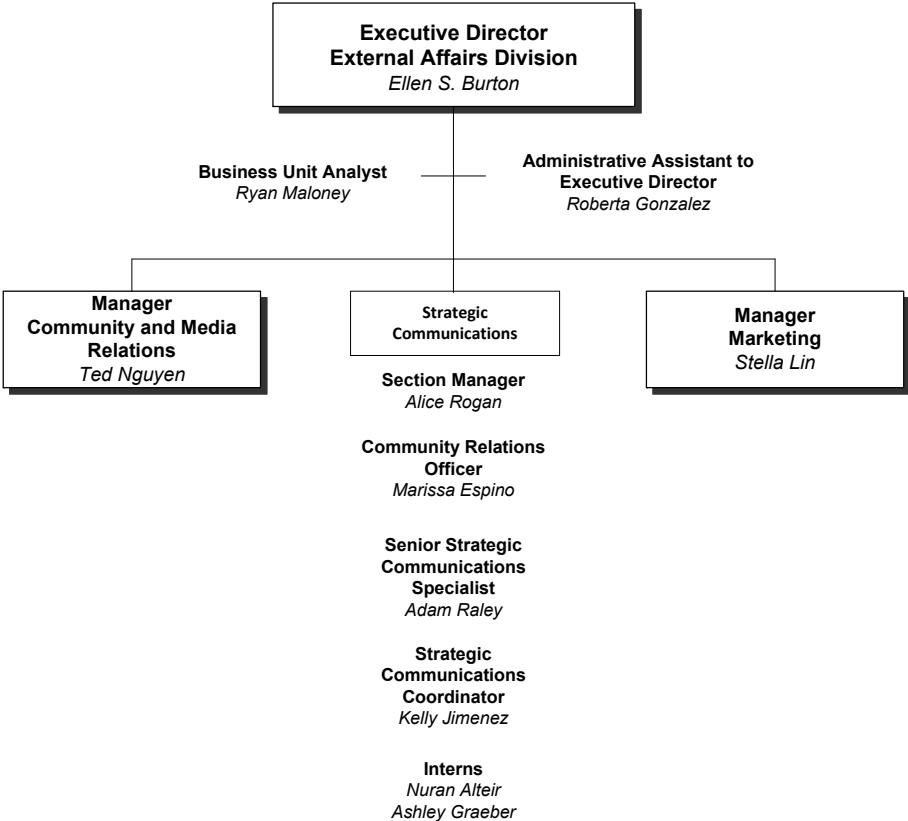 Executive Director
External Affairs Division
Ellen S. Burton
Business Unit Analyst
Ryan Maloney
Administrative Assistant to
Executive Director
Roberta Gonzalez
Manager
Community and Media
Relations
Ted Nguyen
Strategic
Communications
Manager
Marketing
Stella Lin
Section Manager
Alice Rogan
Community Relations
Officer
Marissa Espino
Senior Strategic
Communications
Specialist
Adam Raley
Strategic
Communications
Coordinator
Kelly Jimenez
Interns
Nuran Alteir
Ashley Graeber